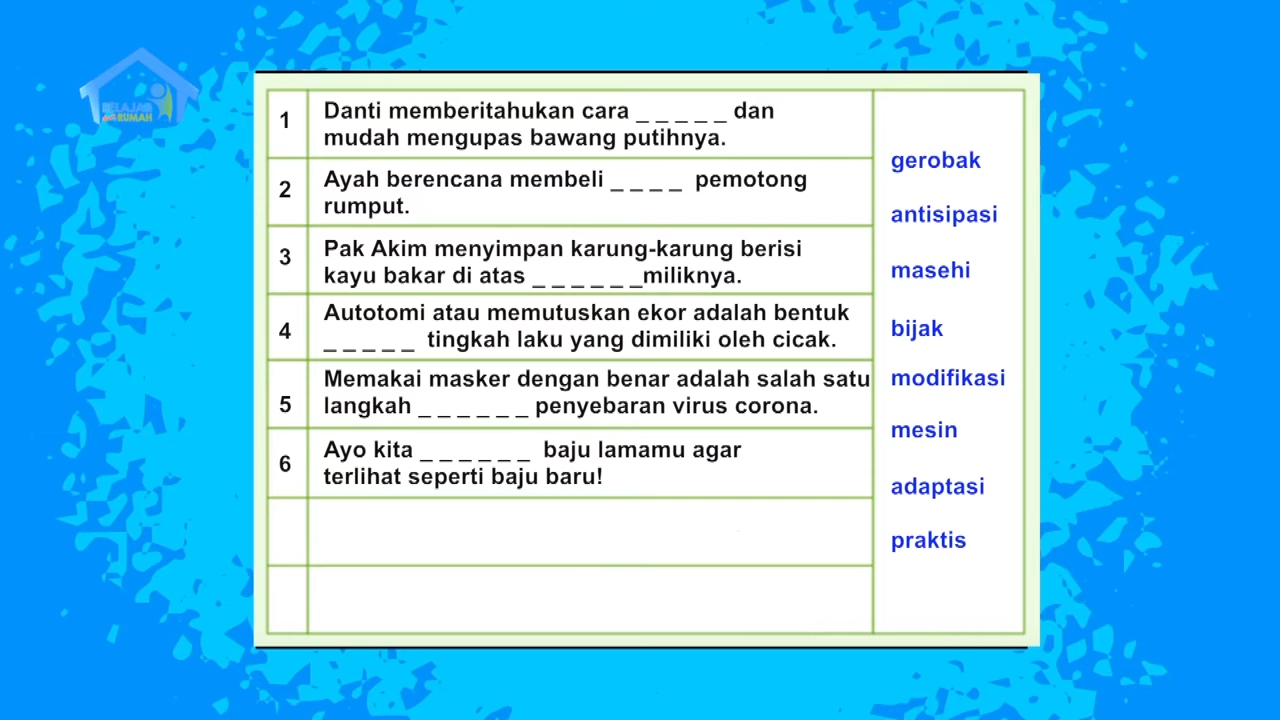 BELAJAR
dari RUMAH
1 Danti memberitahukan cara _ _ _ _ _ dan
mudah mengupas bawang putihnya.
2 Ayah berencana membeli _ _ _ _ pemotong
rumput.
3 Pak Akim menyimpan karung-karung berisi
kayu bakar di atas _ _ _ _ _ _miliknya.
4 Autotomi atau memutuskan ekor adalah bentuk
_ _ _ _ _ tingkah laku yang dimiliki oleh cicak.
5 Memakai masker dengan benar adalah salah satu
langkah _ _ _ _ _ _ penyebaran virus corona.
6 Ayo kita _ _ _ _ _ _ baju lamamu agar
terlihat seperti baju baru!
gerobak
antisipasi
masehi
bijak
modifikasi
mesin
adaptasi
praktis